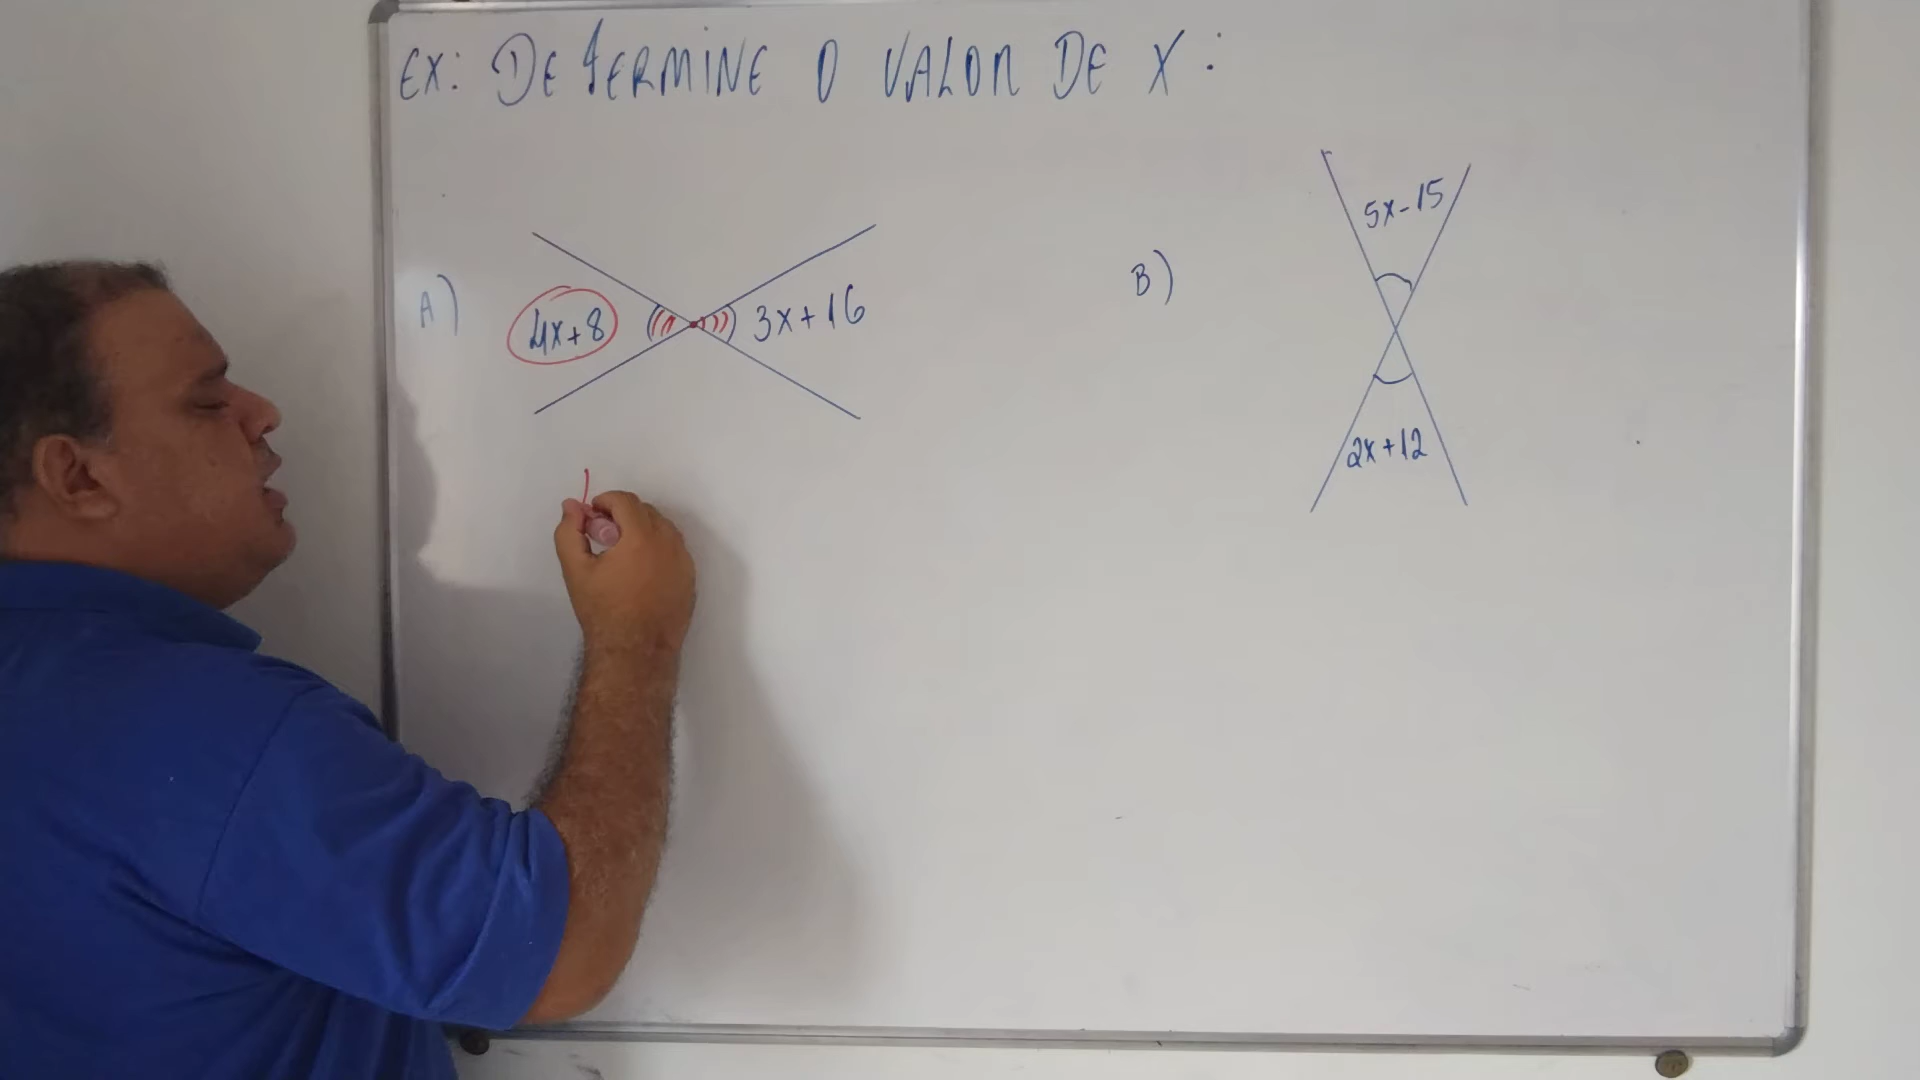 EX: DETERMINE O VALOR DE X:
A) 4x+8 3x+16
B) 5x-15
2x+12